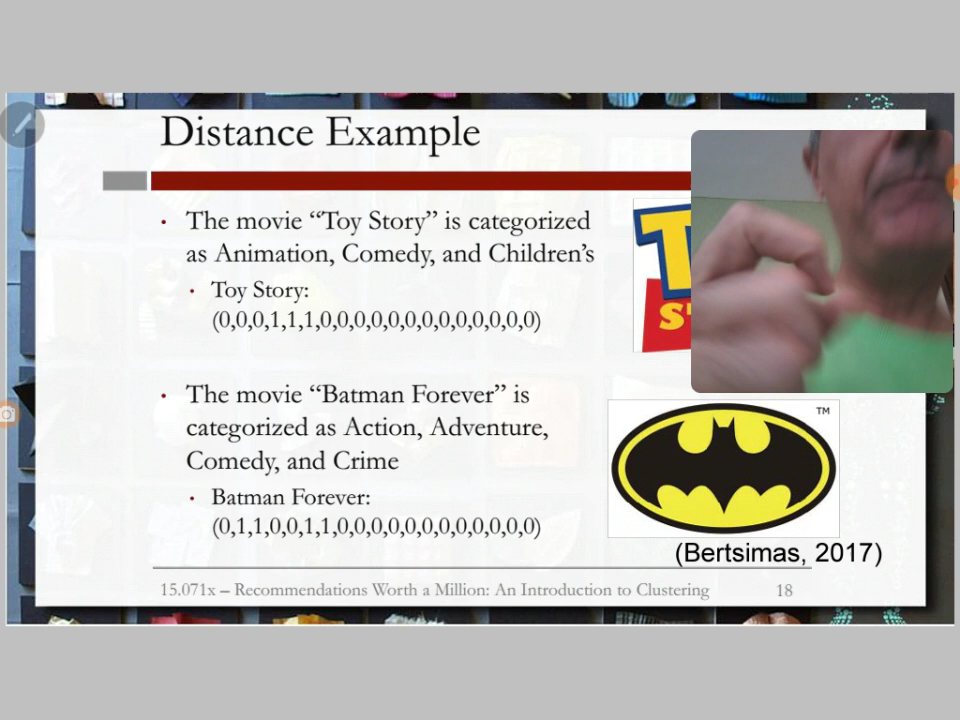 Distance Example
• The movie “Toy Story” is categorized
as Animation, Comedy, and Children’s
• Toy Story:
(0,0,0,1,1,1,0,0,0,0,0,0,0,0,0,0,0,0,0)
T
S
• The movie “Batman Forever” is
categorized as Action, Adventure,
Comedy, and Crime
• Batman Forever:
(0,1,1,0,0,1,1,0,0,0,0,0,0,0,0,0,0,0,0)
TM
(Bertsimas, 2017)
15.071x – Recommendations Worth a Million: An Introduction to Clustering 18